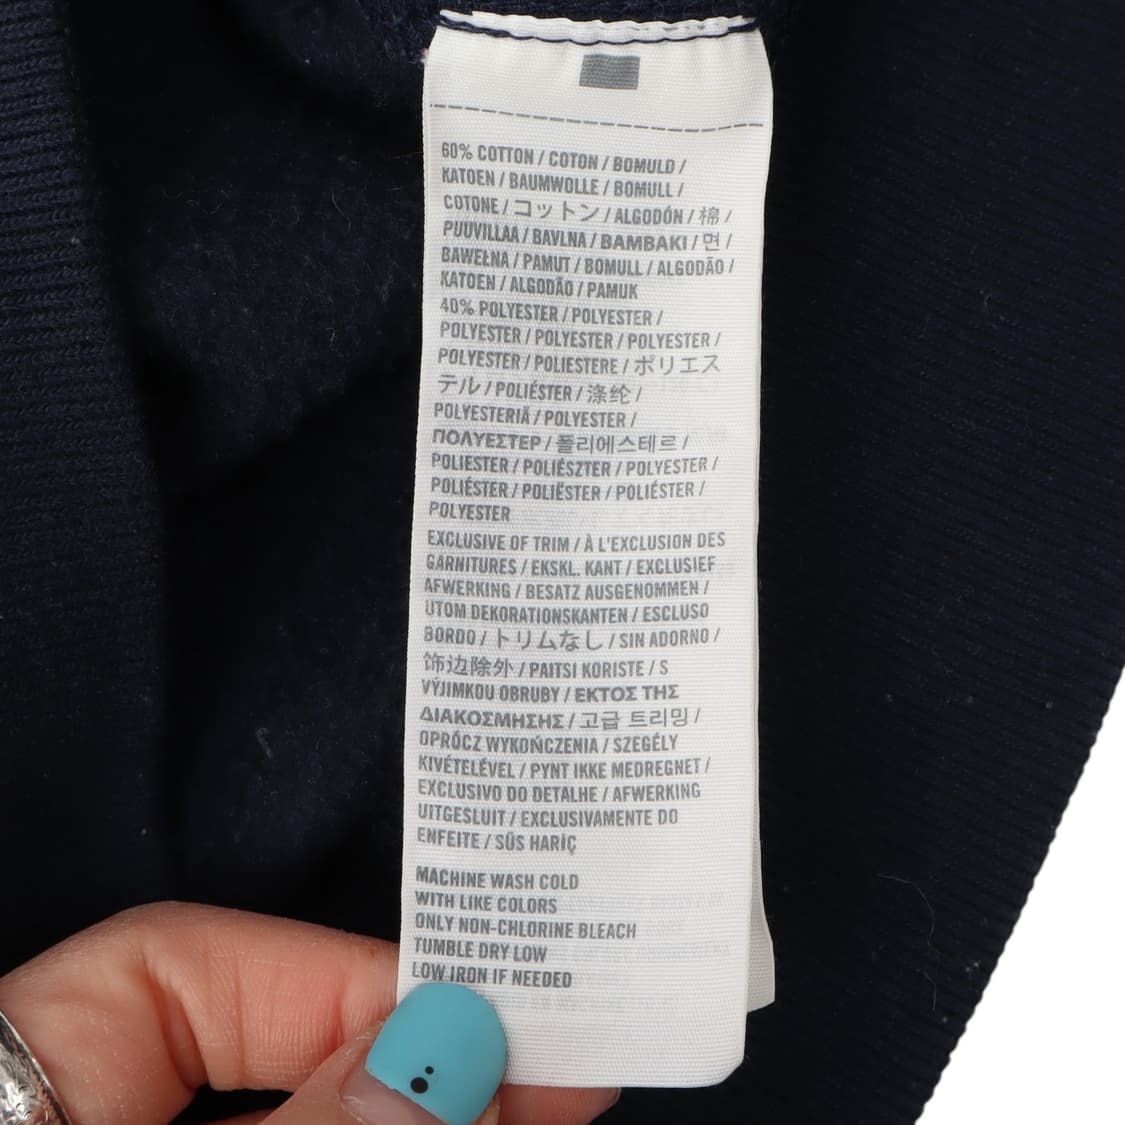 60% COTTON / COTON / BOMULD /
KATOEN / BAUMWOLLE / BOMULL /
COTONE / コットン / ALGODÓN / 棉 /
PUUVILLAA / BAVLNA / ΒΑΜΒΑΚΙ / 면 /
BAWEŁNA / PAMUT / BOMULL / ALGODÃO /
KATOEN / ALGODÃO / PAMUK
40% POLYESTER / POLYESTER /
POLYESTER / POLYESTER / POLYESTER /
POLYESTER / POLIESTERE / ポリエス
テル / POLIÉSTER / 涤纶 /
POLYESTERIÄ / POLYESTER /
ΠΟΛΥΕΣΤΕΡ / 폴리에스테르 /
POLIESTER / POLIÉSZTER / POLYESTER /
POLIÉSTER / POLIËSTER / POLIÉSTER /
POLYESTER
EXCLUSIVE OF TRIM / À L'EXCLUSION DES
GARNITURES / EKSKL. KANT / EXCLUSIEF
AFWERKING / BESATZ AUSGENOMMEN /
UTOM DEKORATIONSKANTEN / ESCLUSO
BORDO / トリムなし / SIN ADORNO /
饰边除外 / PAITSI KORISTE / S
VÝJIMKOU OBRUBY / ΕΚΤΟΣ ΤΗΣ
ΔΙΑΚΟΣΜΗΣΗΣ / 고급 트리밍 /
OPRÓCZ WYKOŃCZENIA / SZEGÉLY
KIVÉTELÉVEL / PYNT IKKE MEDREGNET /
EXCLUSIVO DO DETALHE / AFWERKING
UITGESLUIT / EXCLUSIVAMENTE DO
ENFEITE / SÜS HARİÇ
MACHINE WASH COLD
WITH LIKE COLORS
ONLY NON-CHLORINE BLEACH
TUMBLE DRY LOW
LOW IRON IF NEEDED